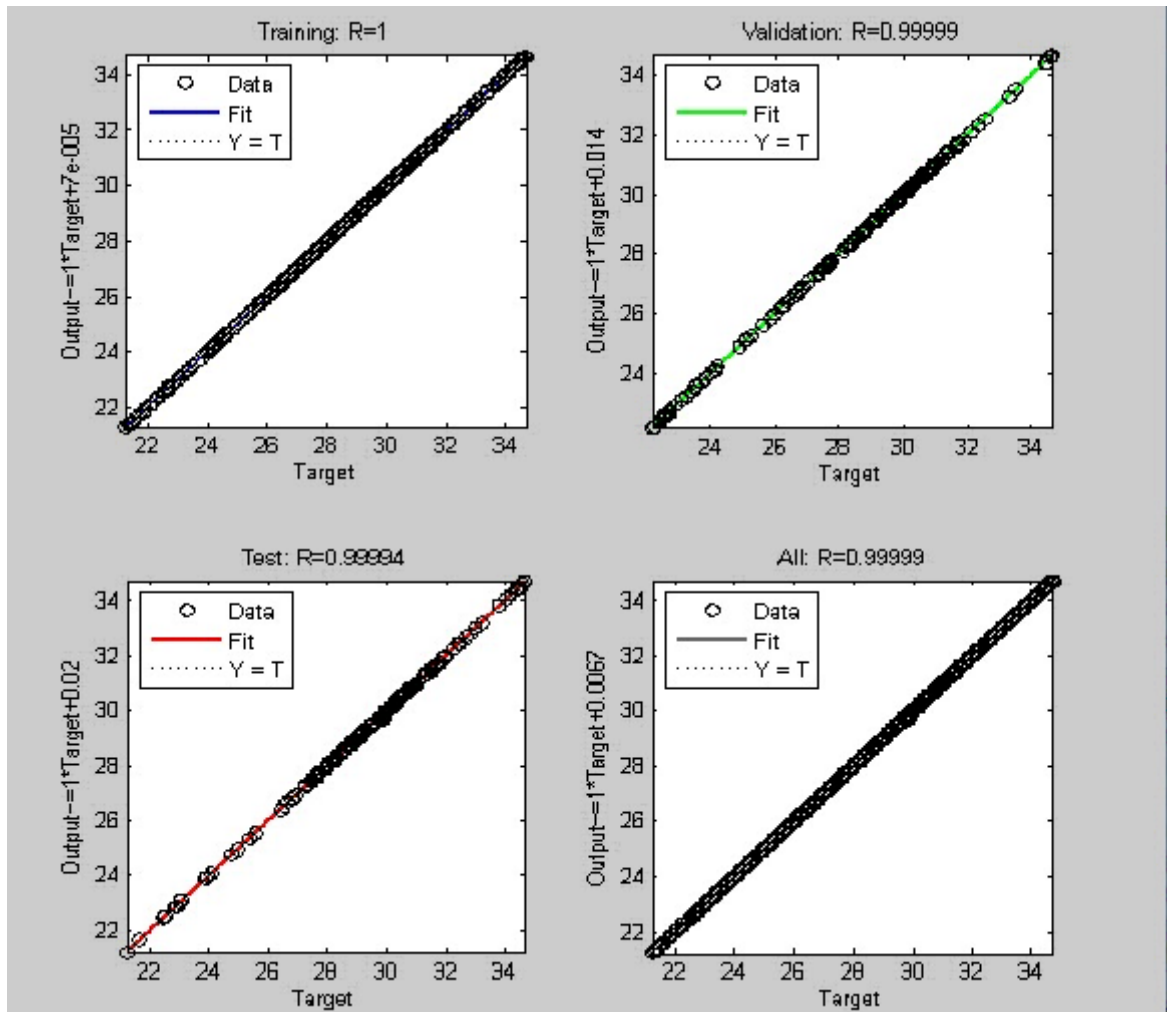 Training: R=1
Output~=1*Target+7e-005
34
32
30
28
26
24
22
Data
Fit
Y = T
22 24 26 28 30 32 34
Target
Validation: R=0.99999
Output~=1*Target+0.014
34
32
30
28
26
24
Data
Fit
Y = T
24 26 28 30 32 34
Target
Test: R=0.99994
Output~=1*Target+0.02
34
32
30
28
26
24
22
Data
Fit
Y = T
22 24 26 28 30 32 34
Target
All: R=0.99999
Output~=1*Target+0.0067
34
32
30
28
26
24
22
Data
Fit
Y = T
22 24 26 28 30 32 34
Target